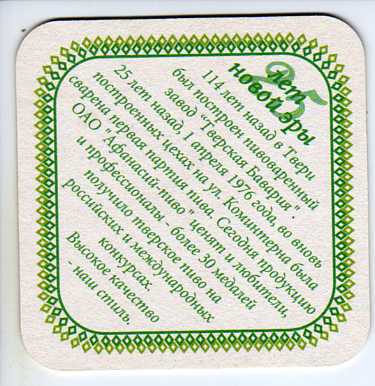 25 лет
новой эры
114 лет назад в Твери
был построен пивоваренный
завод "Тверская Бавария".
25 лет назад, 1 апреля 1976 года, во вновь
построенных цехах на ул. Коминтерна была
сварена первая партия пива. Сегодня продукцию
ОАО "Афанасий-пиво" ценят и любители,
и профессионалы - более 30 медалей
получило тверское пиво на
российских и международных
конкурсах.
Высокое качество
- наш стиль.